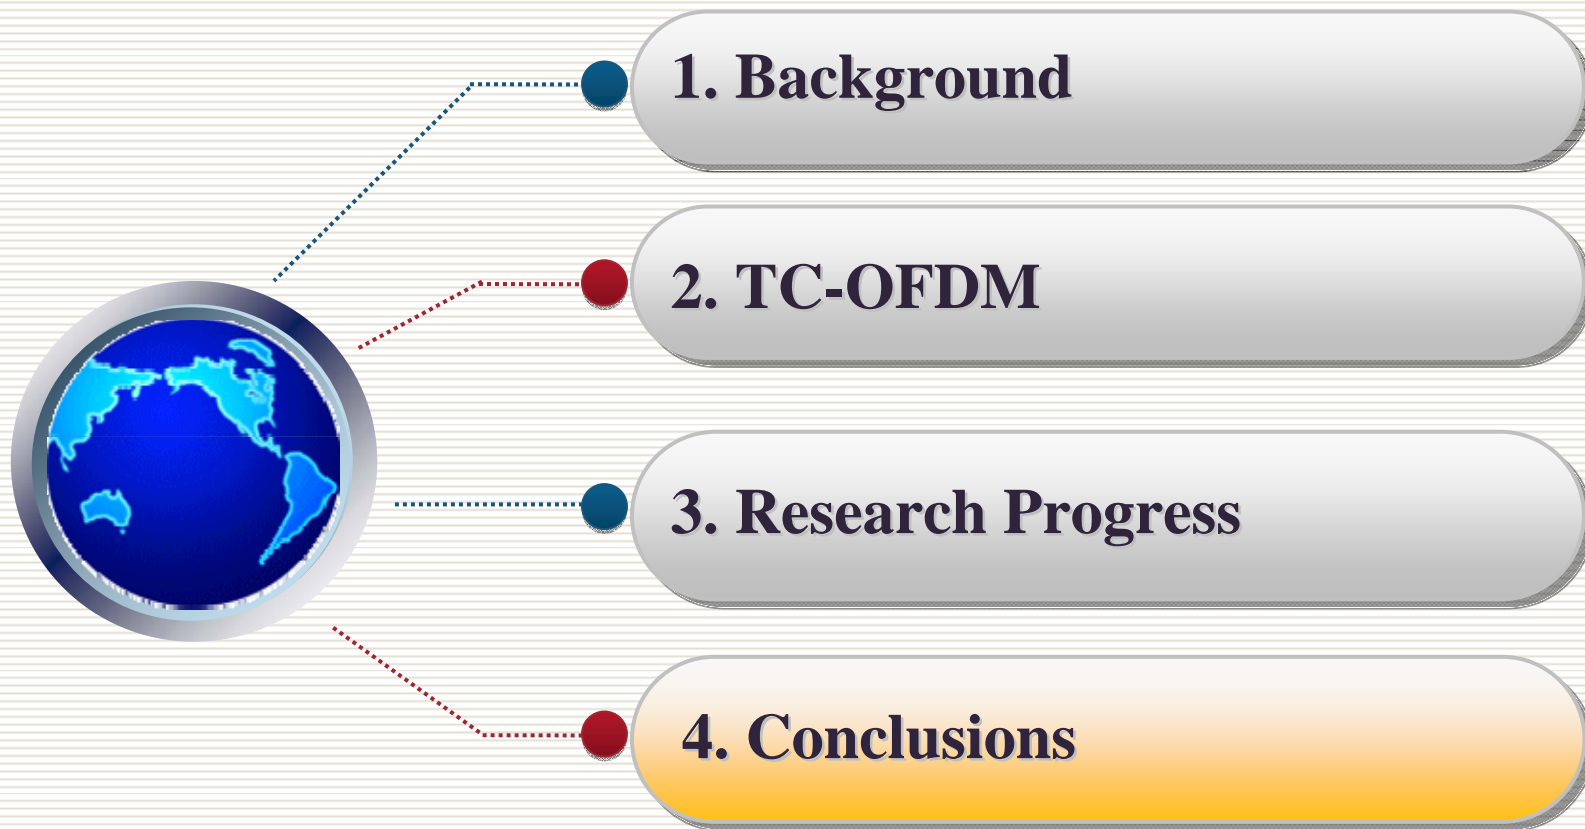 1. Background
2. TC-OFDM
3. Research Progress
4. Conclusions